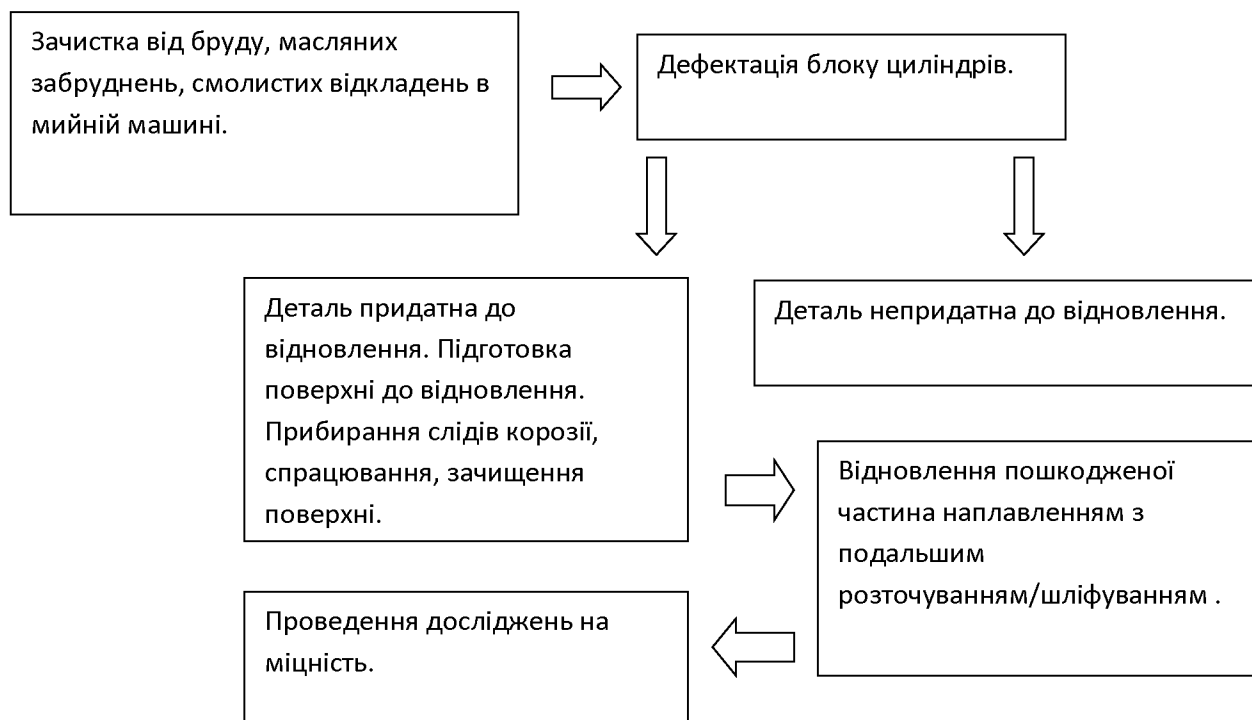 Зачистка від бруду, масляних
забруднень, смолистих відкладень в
мийній машині.
Дефектація блоку циліндрів.
Деталь придатна до
відновлення. Підготовка
поверхні до відновлення.
Прибирання слідів корозії,
спрацювання, зачищення
поверхні.
Деталь непридатна до відновлення.
Відновлення пошкодженої
частина наплавленням з
подальшим
розточуванням/шліфуванням .
Проведення досліджень на
міцність.